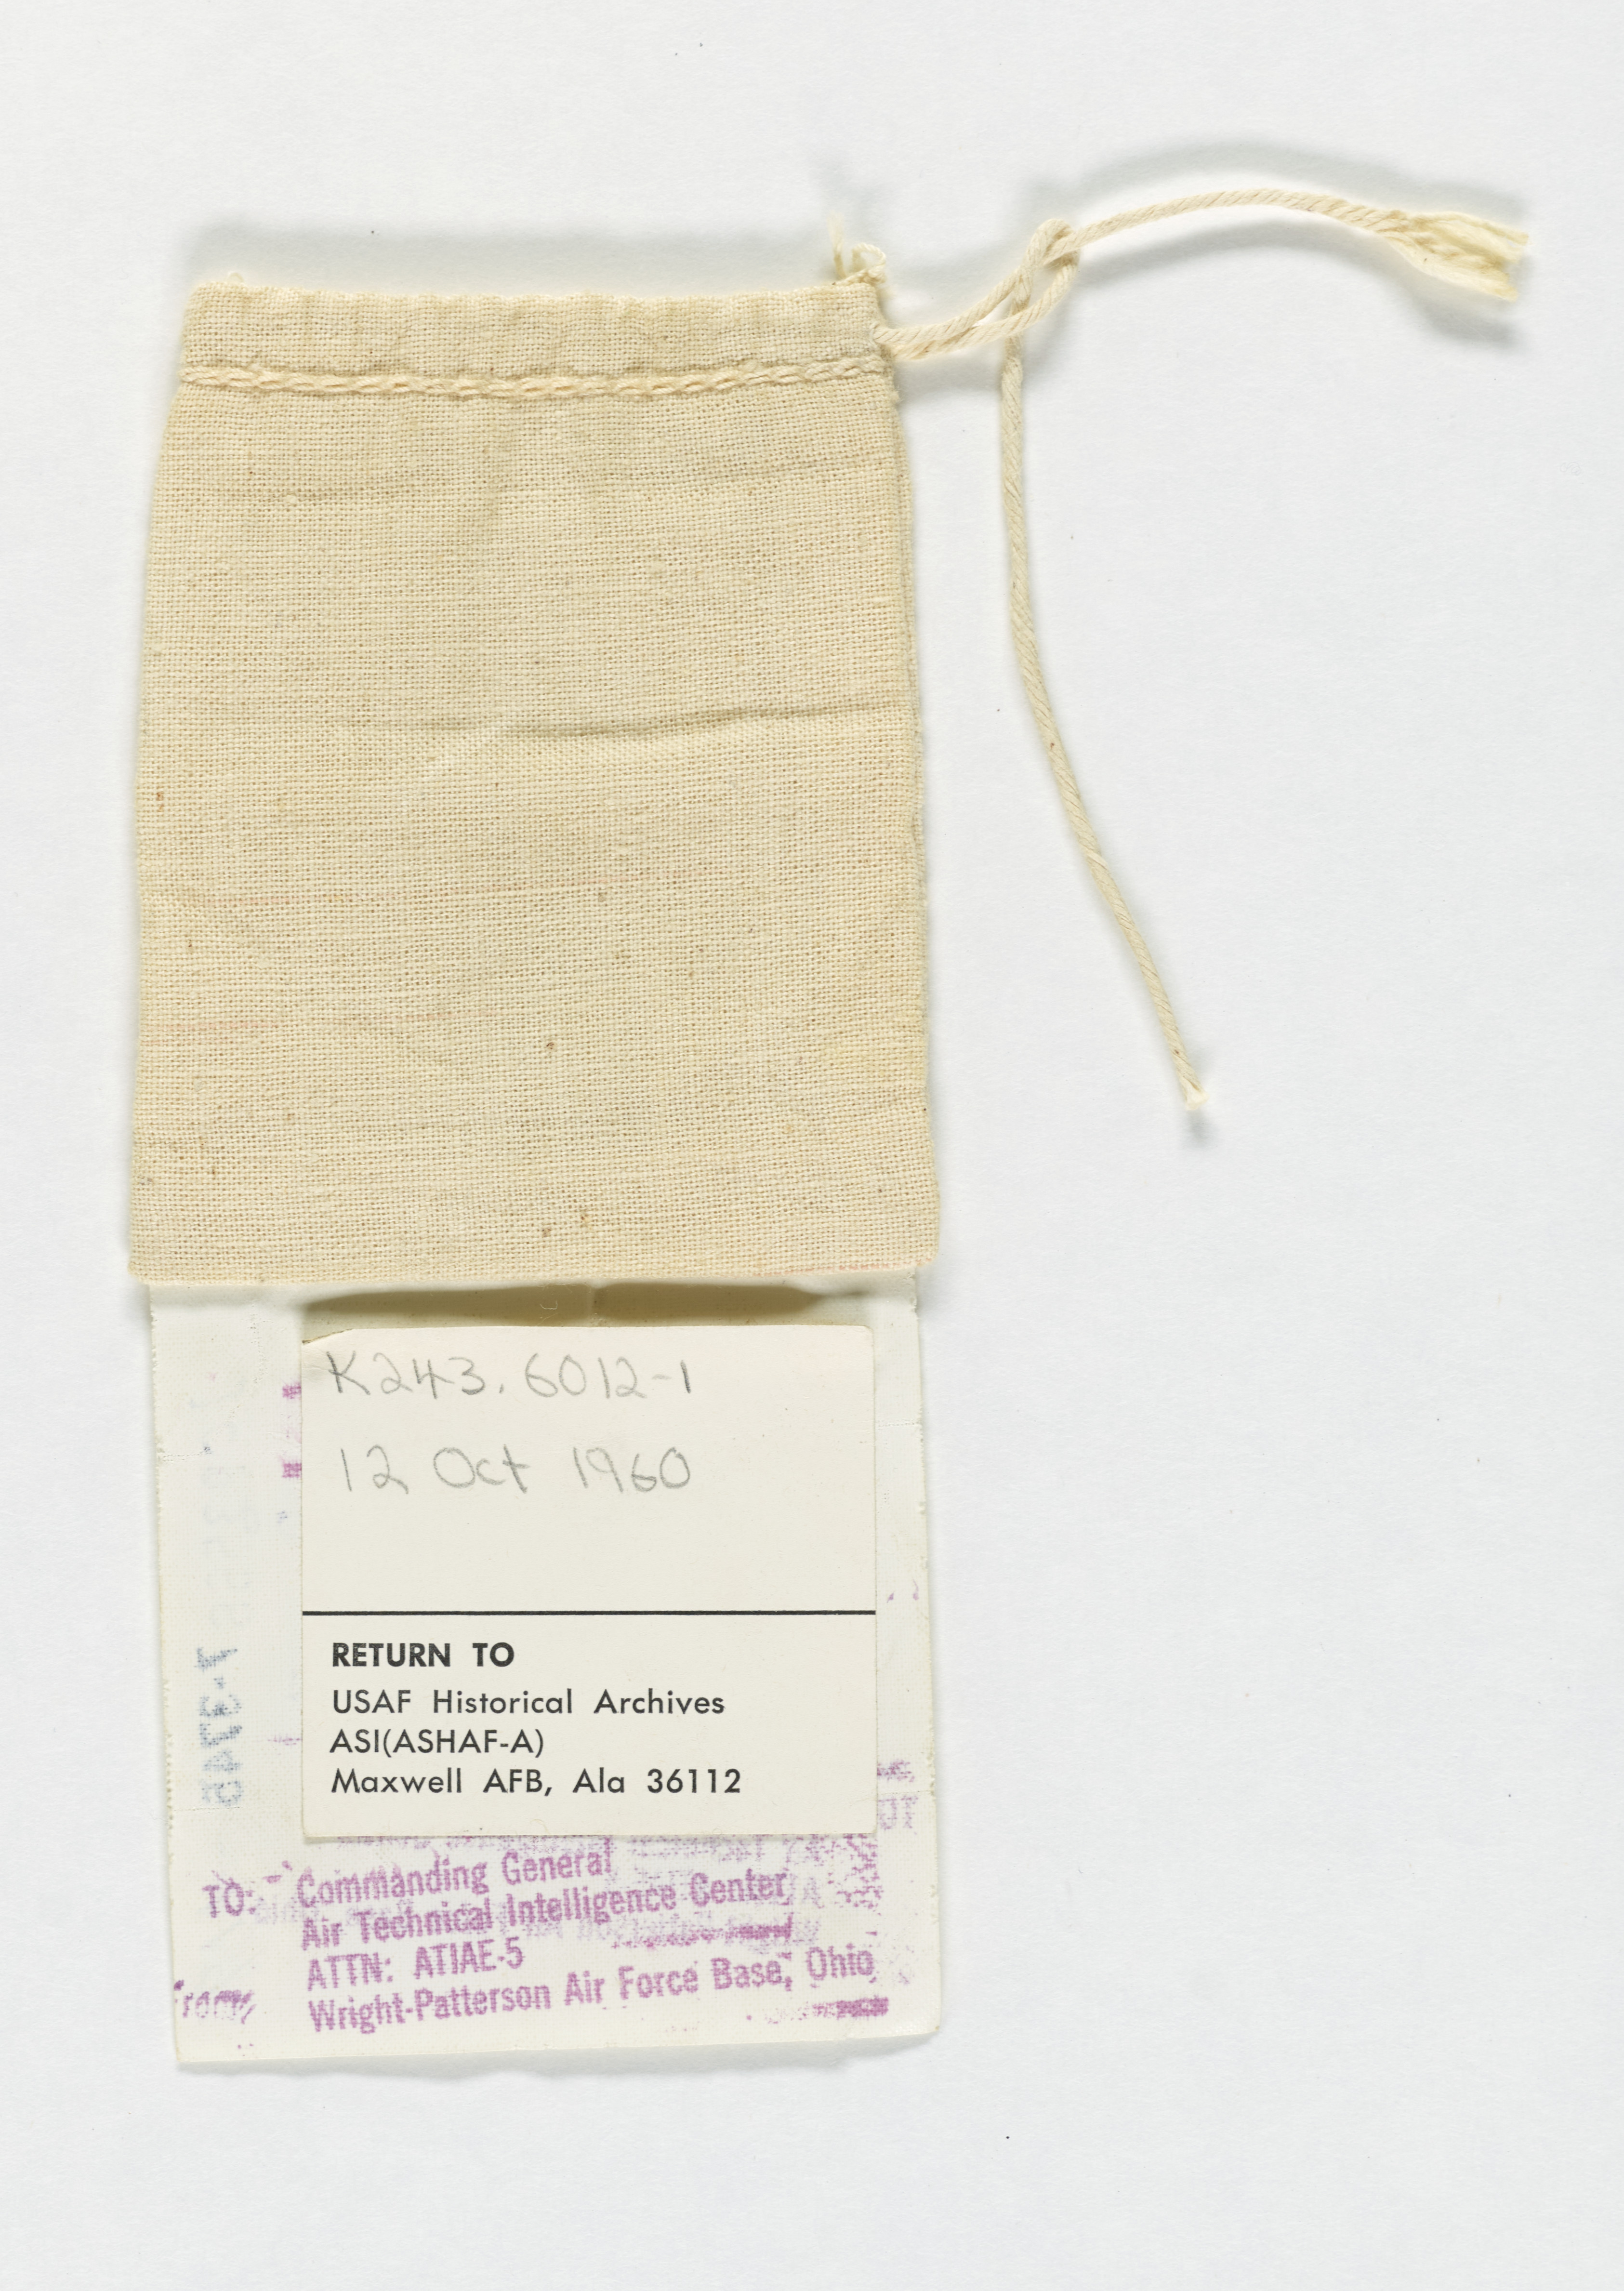 K243.6012-1
12 Oct 1960
RETURN TO
USAF Historical Archives
ASI(ASHAF-A)
Maxwell AFB, Ala 36112
TO: - Commanding General
Air Technical Intelligence Center
ATTN: ATIAE-5
Wright-Patterson Air Force Base, Ohio
from